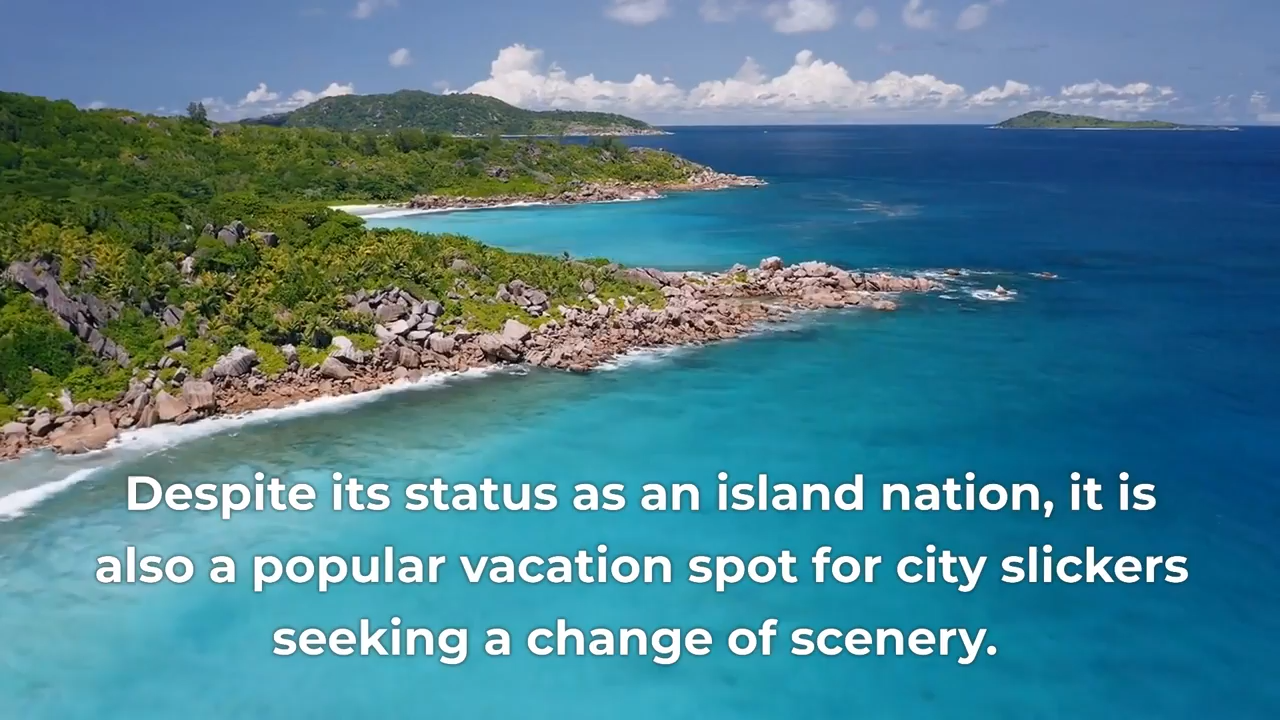 Despite its status as an island nation, it is
also a popular vacation spot for city slickers
seeking a change of scenery.